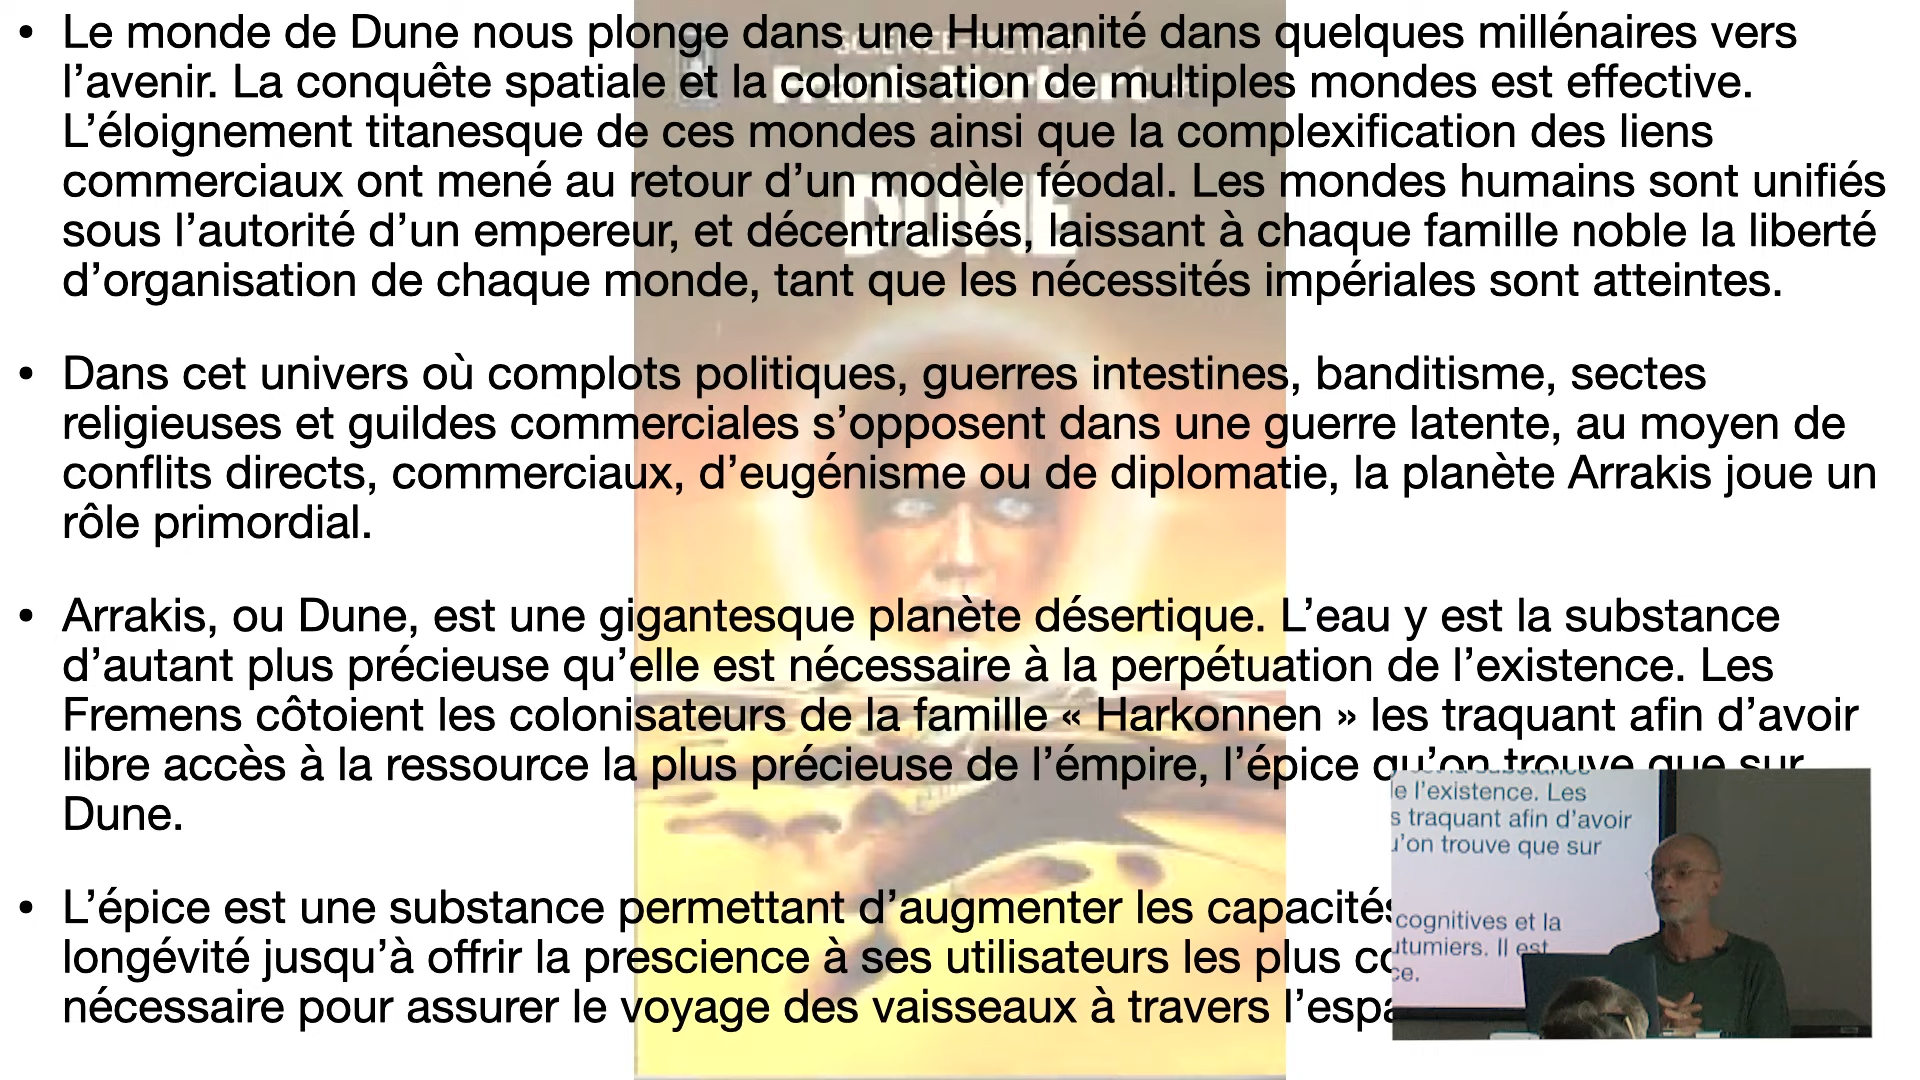 • Le monde de Dune nous plonge dans une Humanité dans quelques millénaires vers
l’avenir. La conquête spatiale et la colonisation de multiples mondes est effective.
L’éloignement titanesque de ces mondes ainsi que la complexification des liens
commerciaux ont mené au retour d’un modèle féodal. Les mondes humains sont unifiés
sous l’autorité d’un empereur, et décentralisés, laissant à chaque famille noble la liberté
d’organisation de chaque monde, tant que les nécessités impériales sont atteintes.
• Dans cet univers où complots politiques, guerres intestines, banditisme, sectes
religieuses et guildes commerciales s’opposent dans une guerre latente, au moyen de
conflits directs, commerciaux, d’eugénisme ou de diplomatie, la planète Arrakis joue un
rôle primordial.
• Arrakis, ou Dune, est une gigantesque planète désertique. L’eau y est la substance
d’autant plus précieuse qu’elle est nécessaire à la perpétuation de l’existence. Les
Fremens côtoient les colonisateurs de la famille « Harkonnen » les traquant afin d’avoir
libre accès à la ressource la plus précieuse de l’émpire, l’épice qu’on trouve que sur
Dune.
• L’épice est une substance permettant d’augmenter les capacités
longévité jusqu’à offrir la prescience à ses utilisateurs les plus
nécessaire pour assurer le voyage des vaisseaux à travers
SCIENCE-FICTION
Frank Herbert
DUNE
l’existence. Les
traquant afin d’avoir
trouve que sur
cognitives et la
Il est